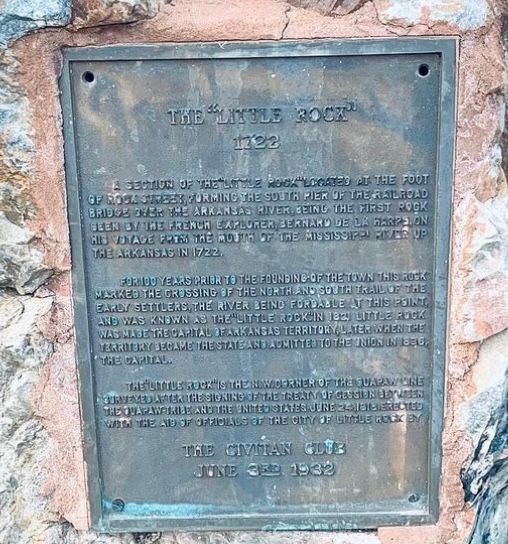 THE "LITTLE ROCK"
1722
A SECTION OF THE "LITTLE ROCK" LOCATED AT THE FOOT
OF ROCK STREET, FORMING THE SOUTH PIER OF THE RAILROAD
BRIDGE OVER THE ARKANSAS RIVER, BEING THE FIRST ROCK
SEEN BY THE FRENCH EXPLORER, BERNARD DE LA HARPE, ON
HIS VOYAGE FROM THE MOUTH OF THE MISSISSIPPI RIVER UP
THE ARKANSAS IN 1722.
FOR 100 YEARS PRIOR TO THE FOUNDING OF THE TOWN THIS ROCK
MARKED THE CROSSING OF THE NORTH AND SOUTH TRAIL OF THE
EARLY SETTLERS, THE RIVER BEING FORDABLE AT THIS POINT,
AND WAS KNOWN AS THE "LITTLE ROCK" IN 1821 LITTLE ROCK
WAS MADE THE CAPITAL OF ARKANSAS TERRITORY, LATER WHEN THE
TERRITORY BECAME THE STATE AND ADMITTED TO THE UNION IN 1836,
THE CAPITAL.
THE "LITTLE ROCK" IS THE N.W. CORNER OF THE QUAPAW LINE
SURVEYED AFTER THE SIGNING OF THE TREATY OF CESSION BETWEEN
THE QUAPAW TRIBE AND THE UNITED STATES, JUNE 24, 1818 ERECTED
WITH THE AID OF OFFICIALS OF THE CITY OF LITTLE ROCK BY
THE CIVITAN CLUB
JUNE 3RD 1932